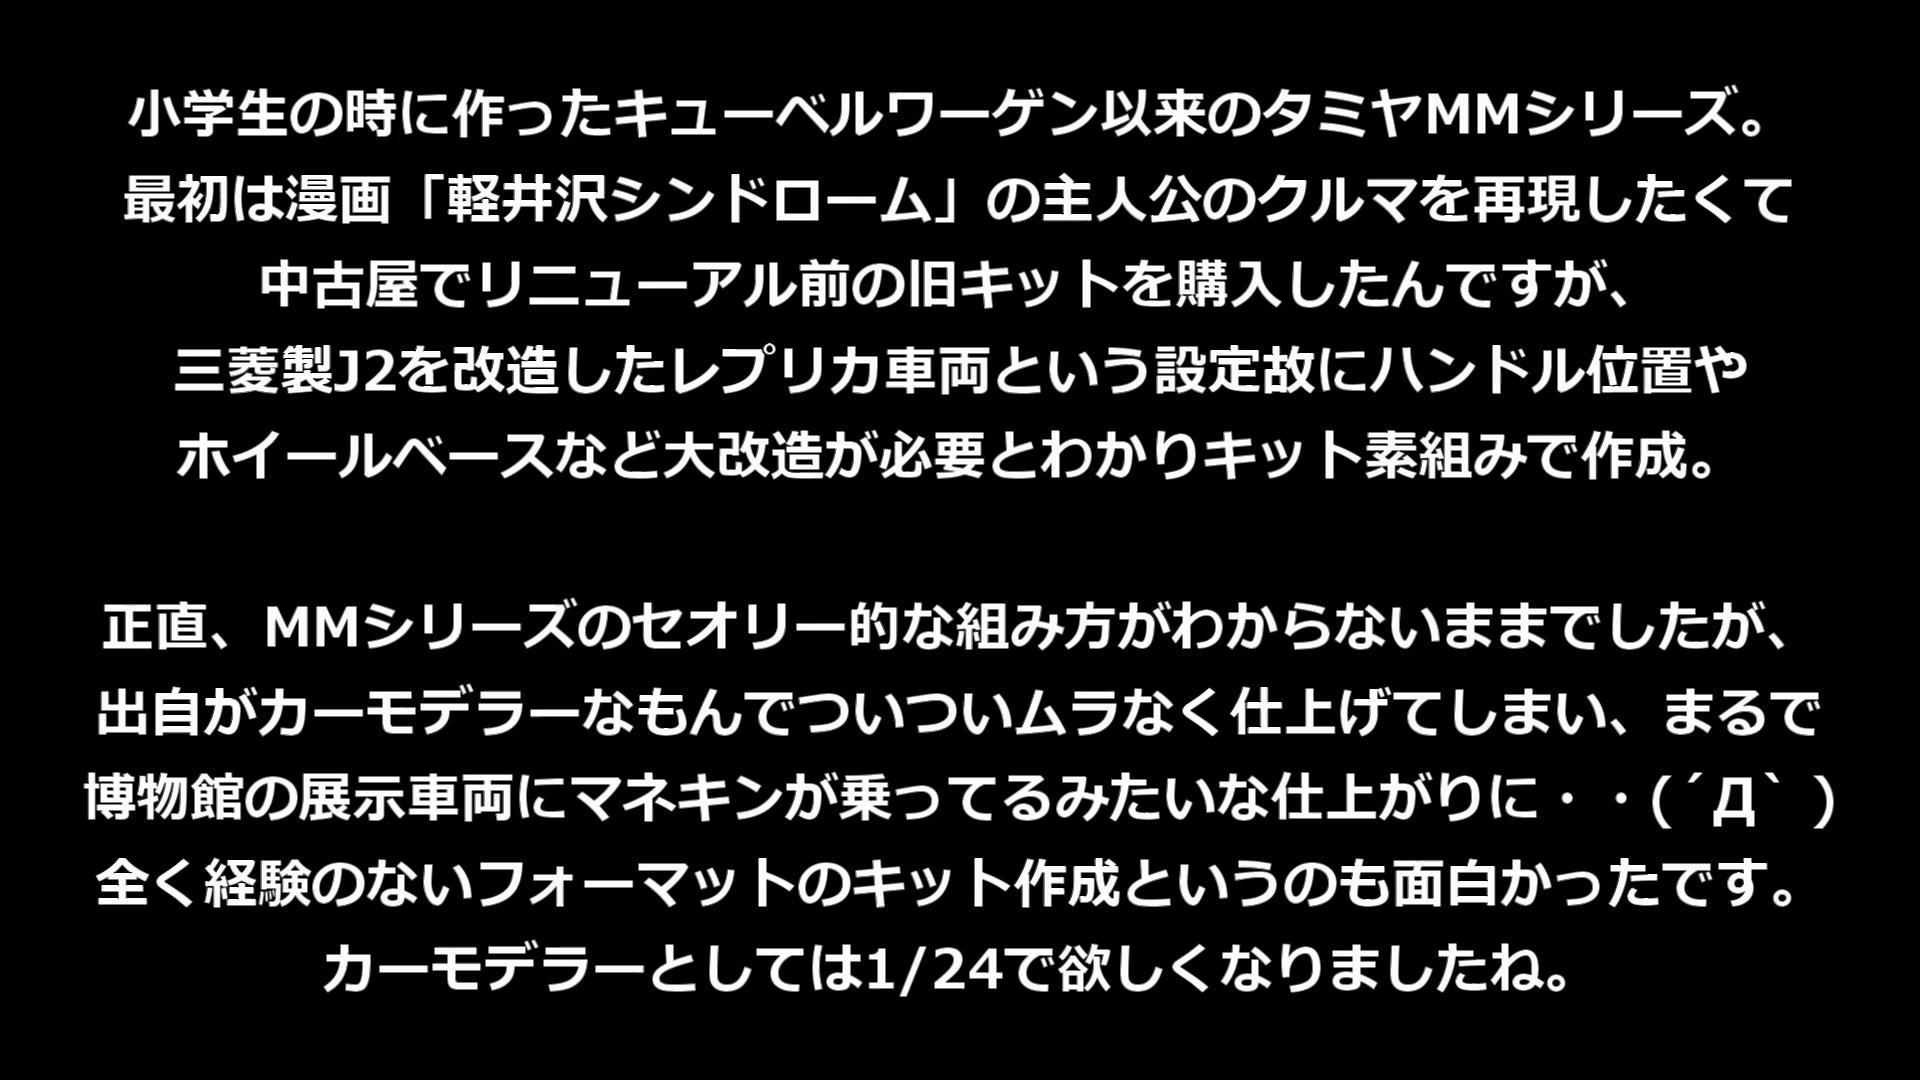 小学生の時に作ったキューベルワーゲン以来のタミヤMMシリーズ。
最初は漫画「軽井沢シンドローム」の主人公のクルマを再現したくて
中古屋でリニューアル前の旧キットを購入したんですが、
三菱製J2を改造したレプリカ車両という設定故にハンドル位置や
ホイールベースなど大改造が必要とわかりキット素組みで作成。
正直、MMシリーズのセオリー的な組み方がわからないままでしたが、
出自がカーモデラーなもんでついついムラなく仕上げてしまい、まるで
博物館の展示車両にマネキンが乗ってるみたいな仕上がりに・・(´Д` )
全く経験のないフォーマットのキット作成というのも面白かったです。
カーモデラーとしては1/24で欲しくなりましたね。